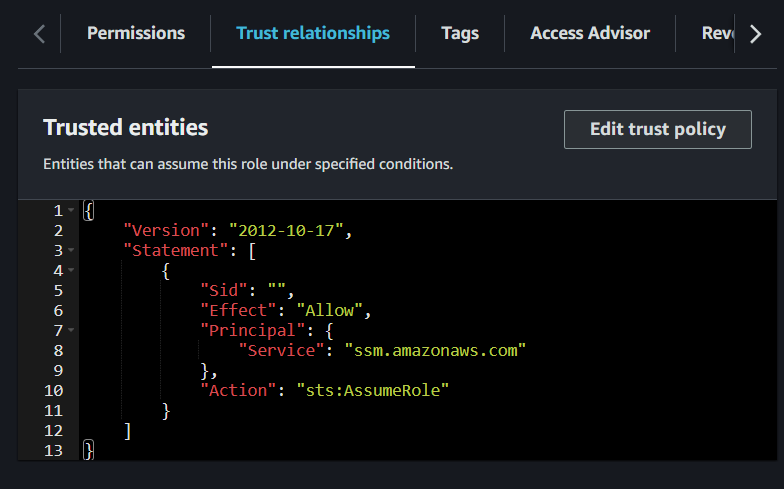 Permissions Trust relationships Tags Access Advisor Rev
Trusted entities
Edit trust policy
Entities that can assume this role under specified conditions.
1 {
2 "Version": "2012-10-17",
3 "Statement": [
4 {
5 "Sid": "",
6 "Effect": "Allow",
7 "Principal": {
8 "Service": "ssm.amazonaws.com"
9 },
10 "Action": "sts:AssumeRole"
11 }
12 ]
13 }